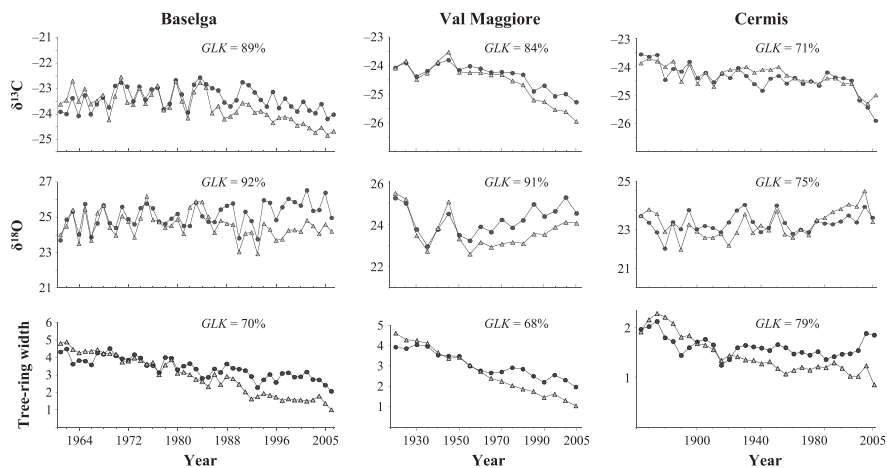 Baselga Val Maggiore Cermis
δ¹³C
–21
–22
–23
–24
–25
GLK = 89%
–23
–24
–25
–26
GLK = 84%
–23
–24
–25
–26
GLK = 71%
δ¹⁸O
27
25
23
21
GLK = 92%
26
24
22
GLK = 91%
25
23
21
20
GLK = 75%
Tree-ring width
6
5
4
3
2
1
GLK = 70%
5
4
3
2
1
GLK = 68%
2
1
GLK = 79%
1964 1972 1980 1988 1996 2005
1930 1950 1970 1990 2005
1900 1940 1980 2005
Year Year Year